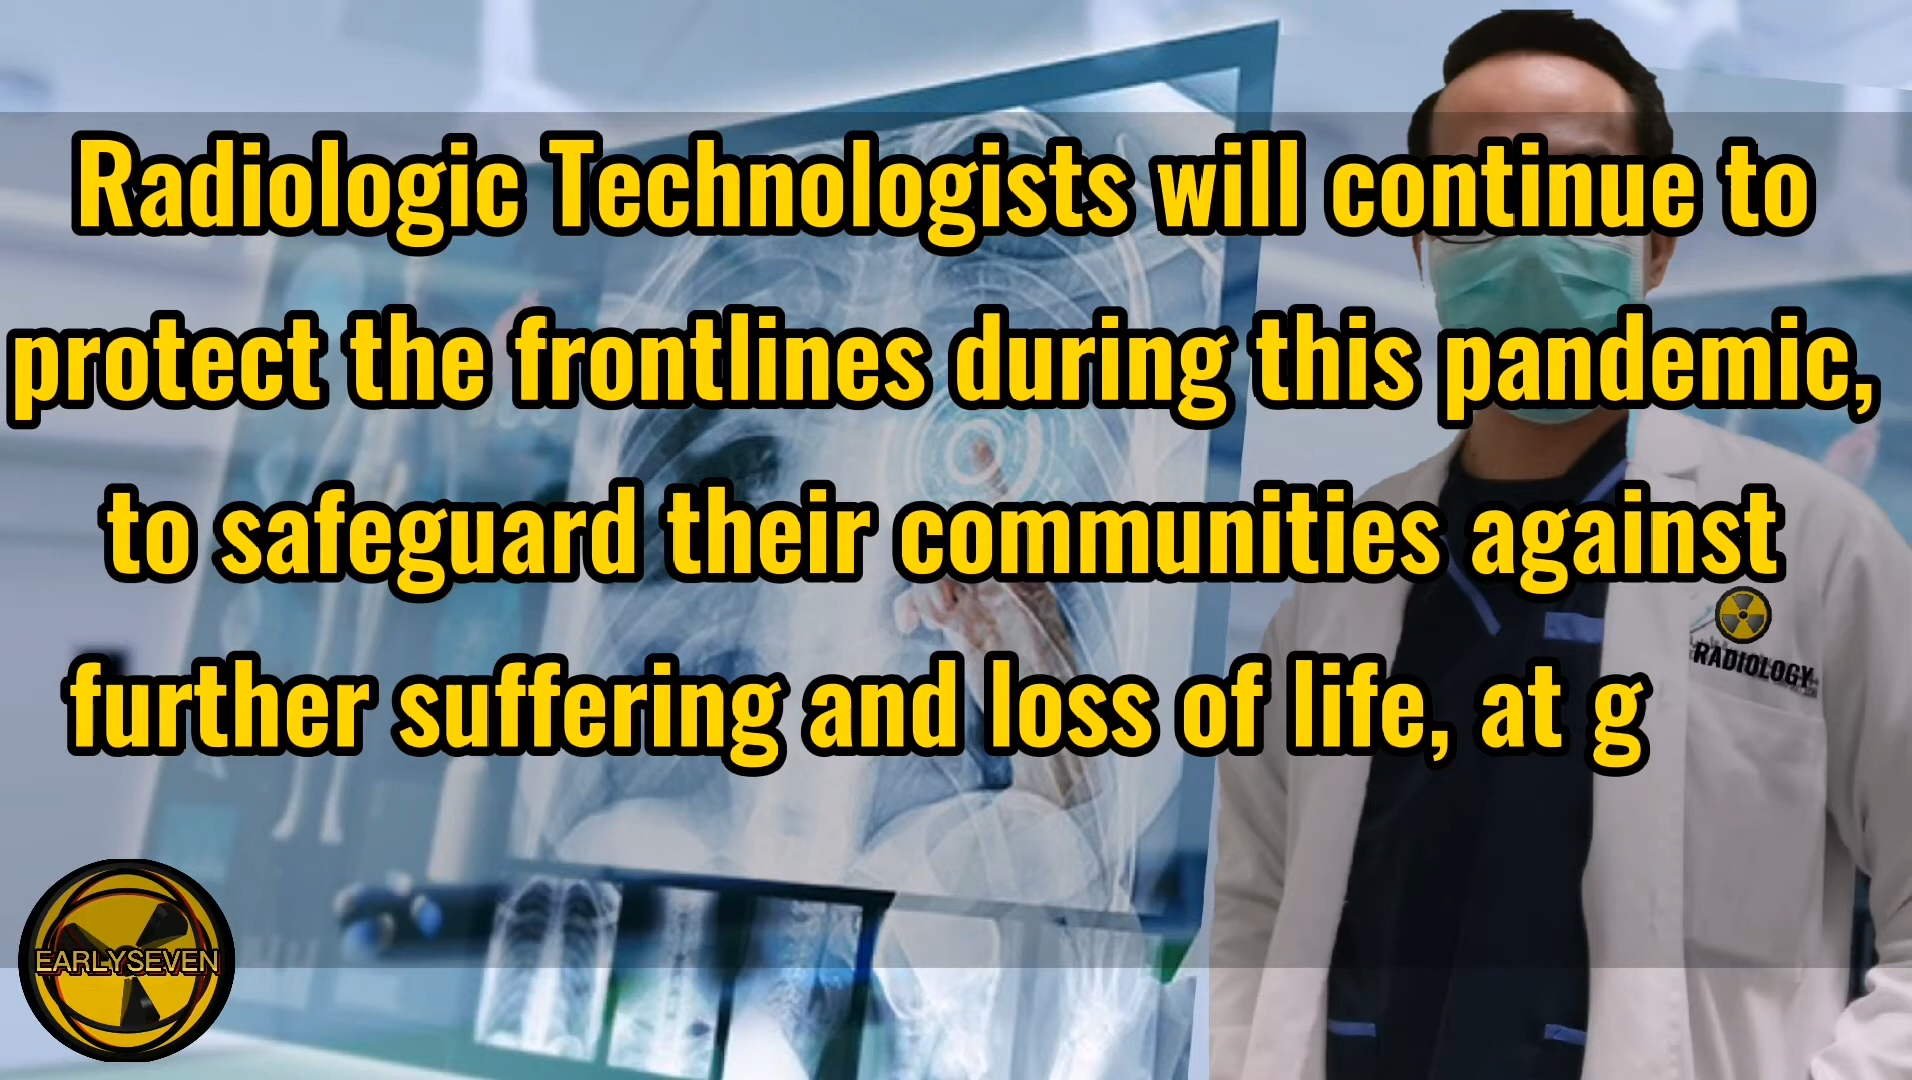 Radiologic Technologists will continue to
protect the frontlines during this pandemic,
to safeguard their communities against
further suffering and loss of life, at g
RADIOLOGY
EARLYSEVEN